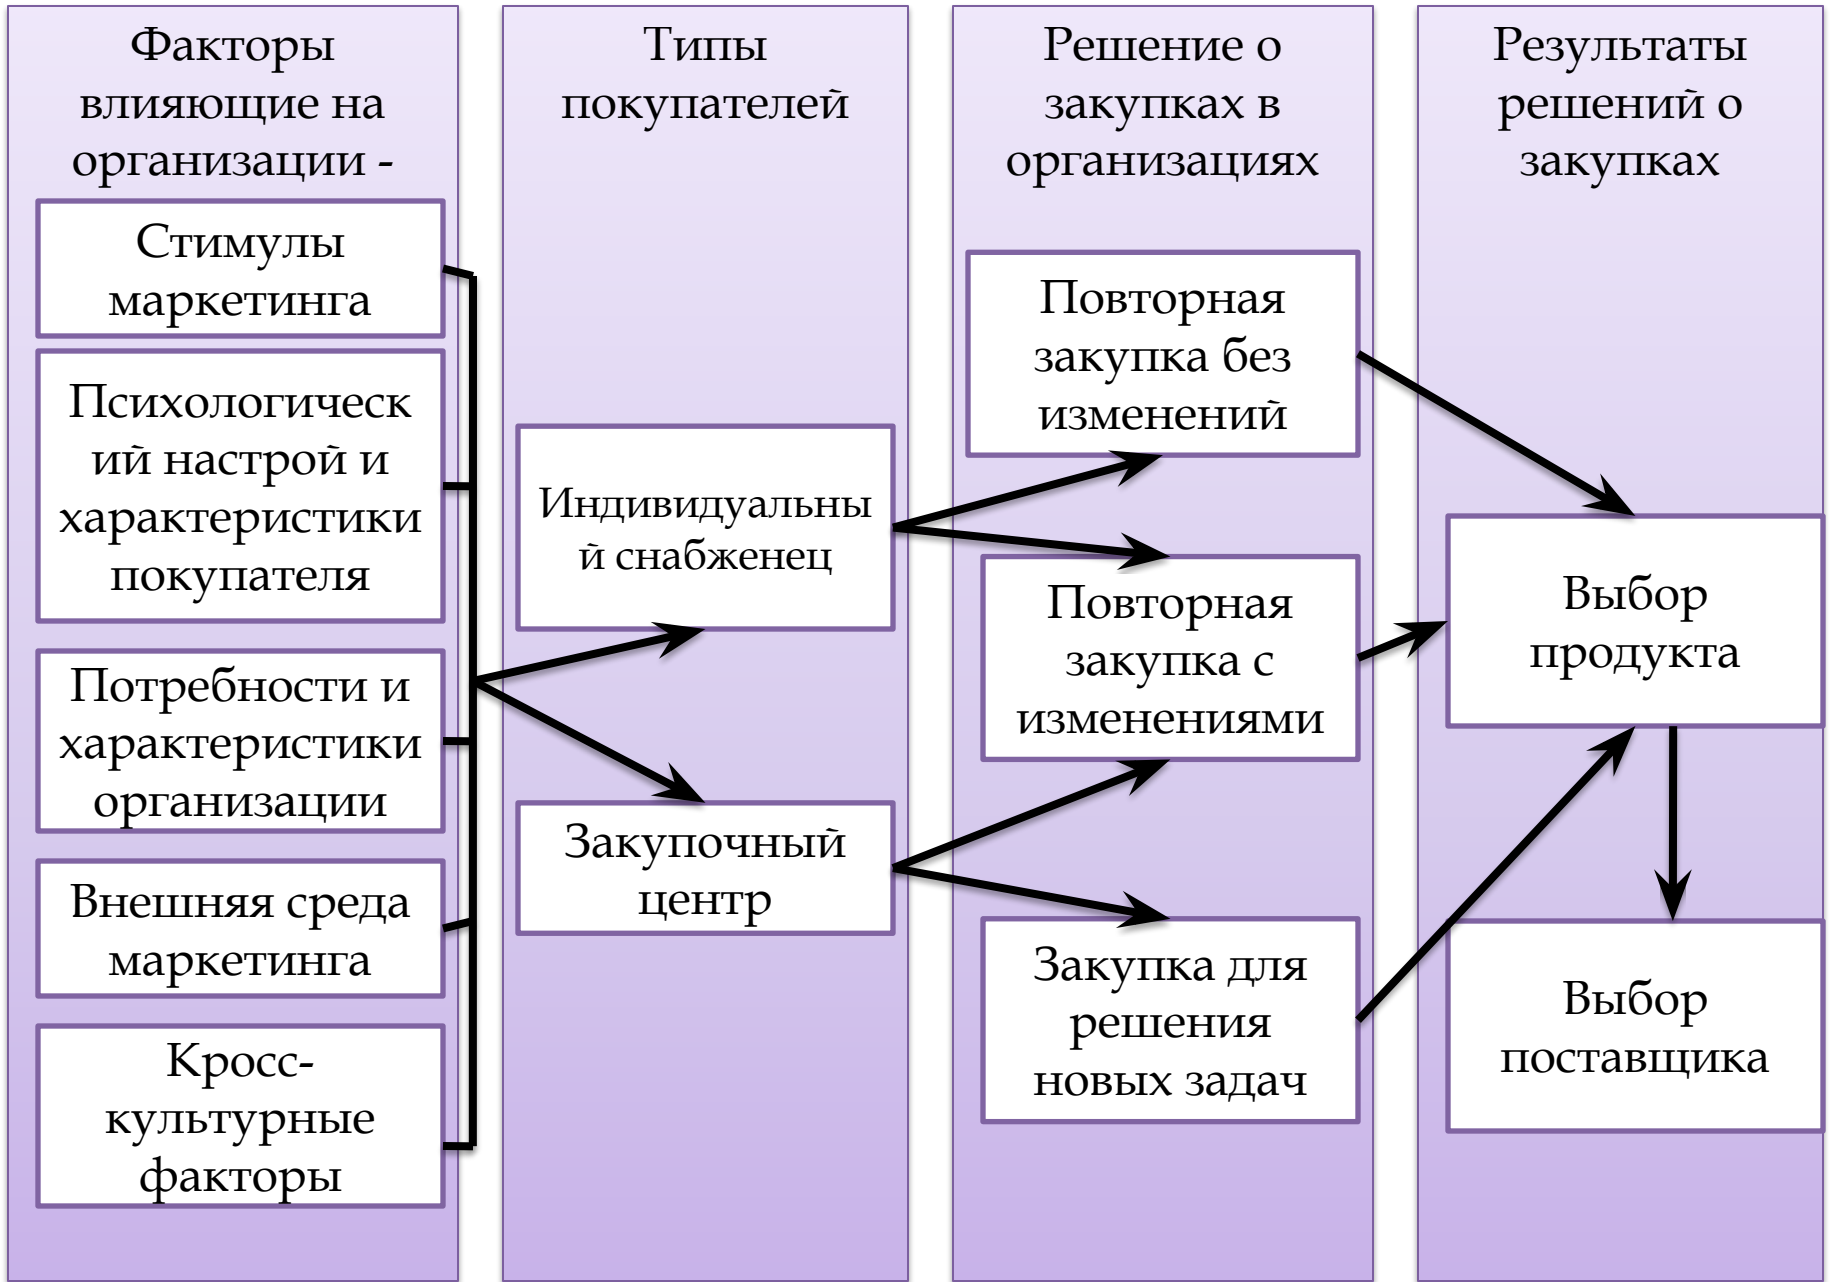 Факторы
влияющие на
организации -
Стимулы
маркетинга
Психологическ
ий настрой и
характеристики
покупателя
Потребности и
характеристики
организации
Внешняя среда
маркетинга
Кросс-
культурные
факторы
Типы
покупателей
Индивидуальны
й снабженец
Закупочный
центр
Решение о
закупках в
организациях
Повторная
закупка без
изменений
Повторная
закупка с
изменениями
Закупка для
решения
новых задач
Результаты
решений о
закупках
Выбор
продукта
Выбор
поставщика